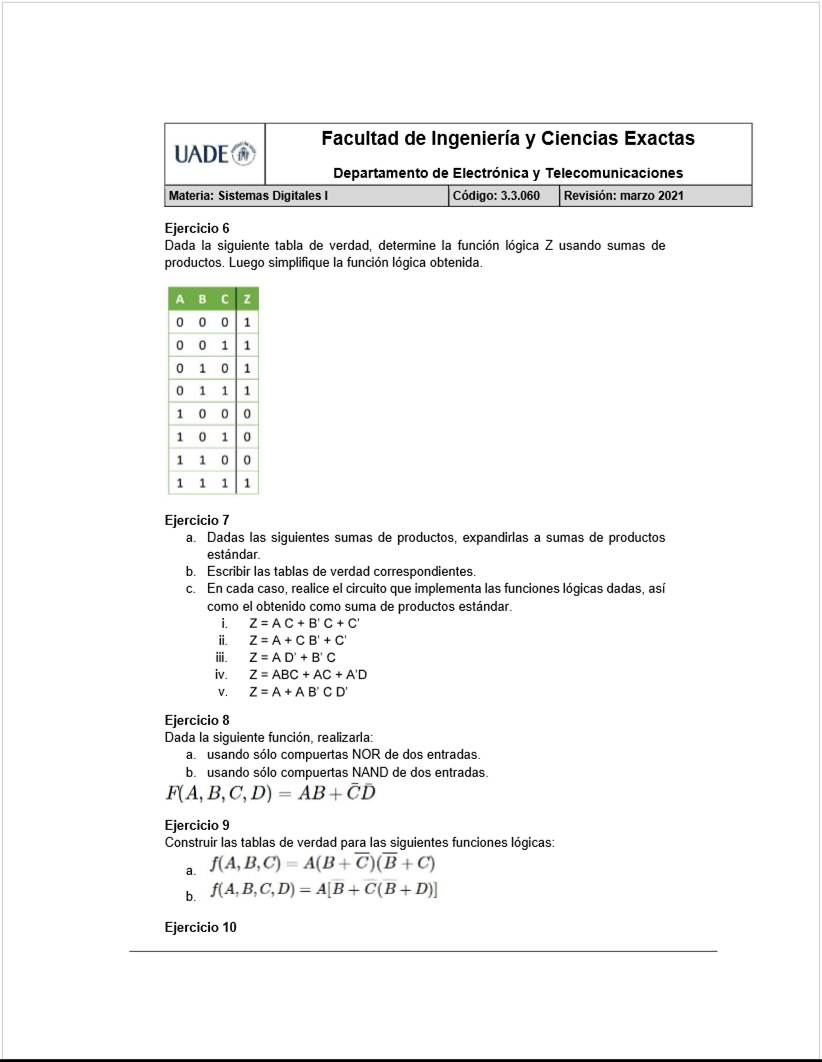 UADE
Facultad de Ingeniería y Ciencias Exactas
Departamento de Electrónica y Telecomunicaciones
Materia: Sistemas Digitales I Código: 3.3.060 Revisión: marzo 2021
Ejercicio 6
Dada la siguiente tabla de verdad, determine la función lógica Z usando sumas de
productos. Luego simplifique la función lógica obtenida.
A B C Z
0 0 0 1
0 0 1 1
0 1 0 1
0 1 1 1
1 0 0 0
1 0 1 0
1 1 0 0
1 1 1 1
Ejercicio 7
a. Dadas las siguientes sumas de productos, expandirlas a sumas de productos
estándar.
b. Escribir las tablas de verdad correspondientes.
c. En cada caso, realice el circuito que implementa las funciones lógicas dadas, así
como el obtenido como suma de productos estándar.
i. Z = A C + B' C + C'
ii. Z = A + C B' + C'
iii. Z = A D' + B' C
iv. Z = ABC + AC + A'D
v. Z = A + A B' C D'
Ejercicio 8
Dada la siguiente función, realizarla:
a. usando sólo compuertas NOR de dos entradas.
b. usando sólo compuertas NAND de dos entradas.
F(A, B, C, D) = AB + C̅D̅
Ejercicio 9
Construir las tablas de verdad para las siguientes funciones lógicas:
a. f(A, B, C) = A(B + C̅)(B̅ + C)
b. f(A, B, C, D) = A[B̅ + C̅(B̅ + D)]
Ejercicio 10